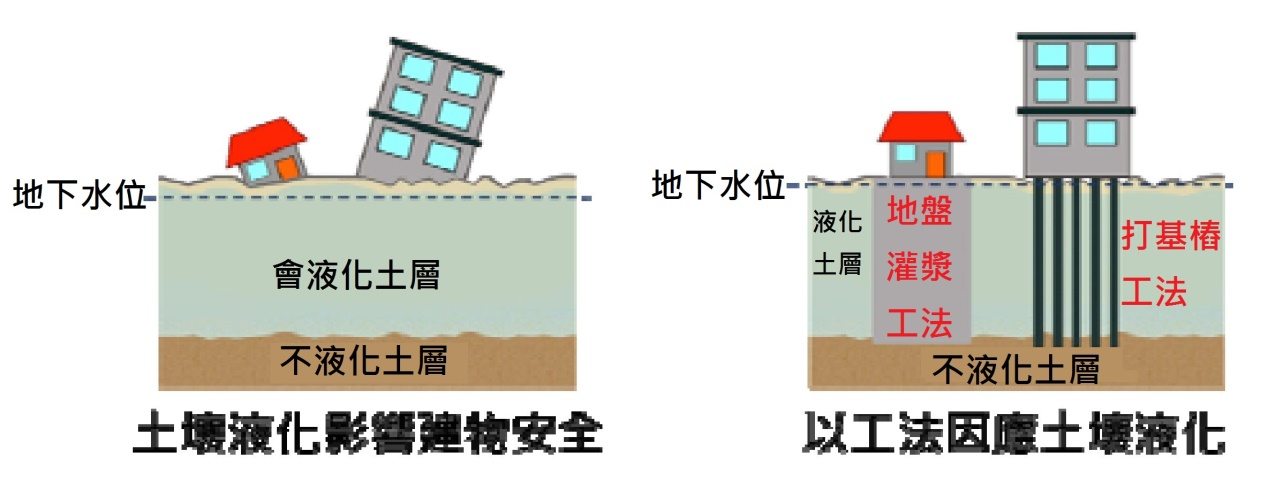 地下水位
會液化土層
不液化土層
土壤液化影響建物安全
地下水位
液化
土層
地盤
灌漿
工法
打基樁
工法
不液化土層
以工法因應土壤液化